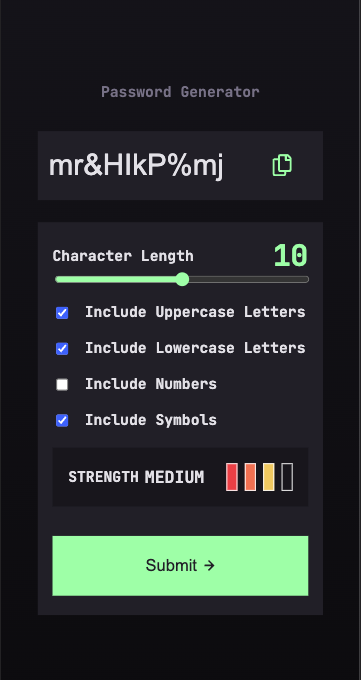 Password Generator
mr&HIkP%mj
Character Length 10
Include Uppercase Letters
Include Lowercase Letters
Include Numbers
Include Symbols
STRENGTH MEDIUM
Submit →